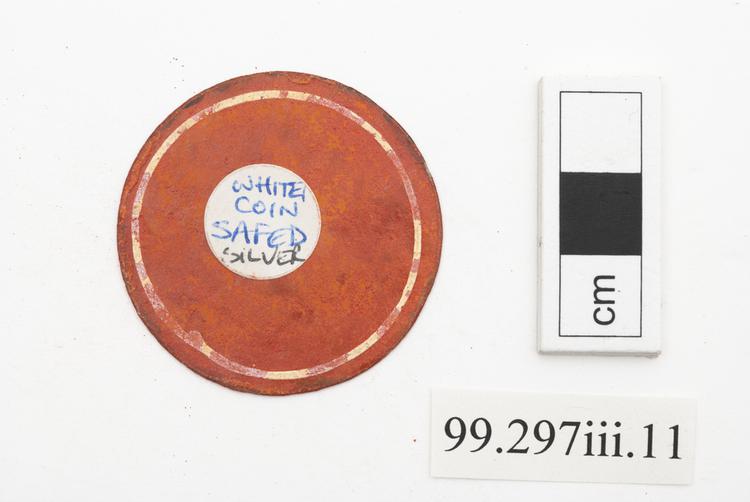 WHITE,
COIN
SAFED
SILVER
cm
99.297iii.11